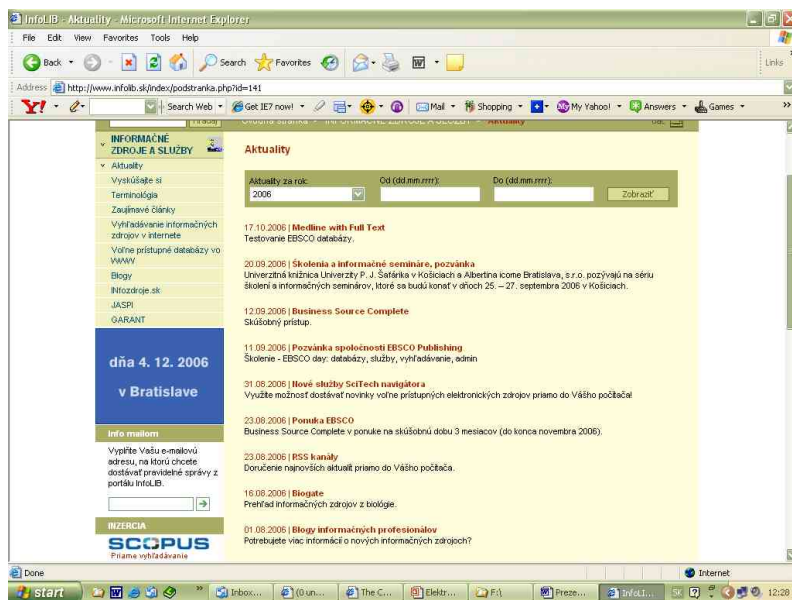 InfoLIB - Aktuality - Microsoft Internet Explorer
File Edit View Favorites Tools Help
Back Search Favorites Links
Address http://www.infolib.sk/index/podstranka.php?id=141
Y! Search Web Get IE7 now! Mail Shopping My Yahoo! Answers Games
INFORMAČNÉ
ZDROJE A SLUŽBY
Aktuality
Vyskúšajte si
Terminológia
Zaujímavé články
Vyhľadávanie informačných
zdrojov v internete
Voľne prístupné databázy vo
WWW
Blogy
INfozdroje.sk
JASPI
GARANT
dňa 4. 12. 2006
v Bratislave
Info mailom
Vyplňte Vašu e-mailovú
adresu, na ktorú chcete
dostávať pravidelné správy z
portálu InfoLIB.
INZERCIA
SCOPUS
Priame vyhľadávanie
Aktuality
Aktuality za rok: Od (dd.mm.rrrr): Do (dd.mm.rrrr):
2006 Zobraziť
17.10.2006 | Medline with Full Text
Testovanie EBSCO databázy.
20.09.2006 | Školenia a informačné semináre, pozvánka
Univerzitná knižnica Univerzity P. J. Šafárika v Košiciach a Albertina icome Bratislava, s.r.o. pozývajú na sériu
školení a informačných seminárov, ktoré sa budú konať v dňoch 25. – 27. septembra 2006 v Košiciach.
12.09.2006 | Business Source Complete
Skúšobný prístup.
11.09.2006 | Pozvánka spoločnosti EBSCO Publishing
Školenie - EBSCO day: databázy, služby, vyhľadávanie, admin
31.08.2006 | Nové služby SciTech navigátora
Využite možnosť dostávať novinky voľne prístupných elektronických zdrojov priamo do Vášho počítača!
23.08.2006 | Ponuka EBSCO
Business Source Complete v ponuke na skúšobnú dobu 3 mesiacov (do konca novembra 2006).
23.08.2006 | RSS kanály
Doručenie najnovších aktualít priamo do Vášho počítača.
16.08.2006 | Biogate
Prehľad informačných zdrojov z biológie.
01.08.2006 | Blogy informačných profesionálov
Potrebujete viac informácií o nových informačných zdrojoch?
Done Internet
start Inbox... (0 un... The C... Elektr... F:\ Preze... InfoLI... SK 12:28